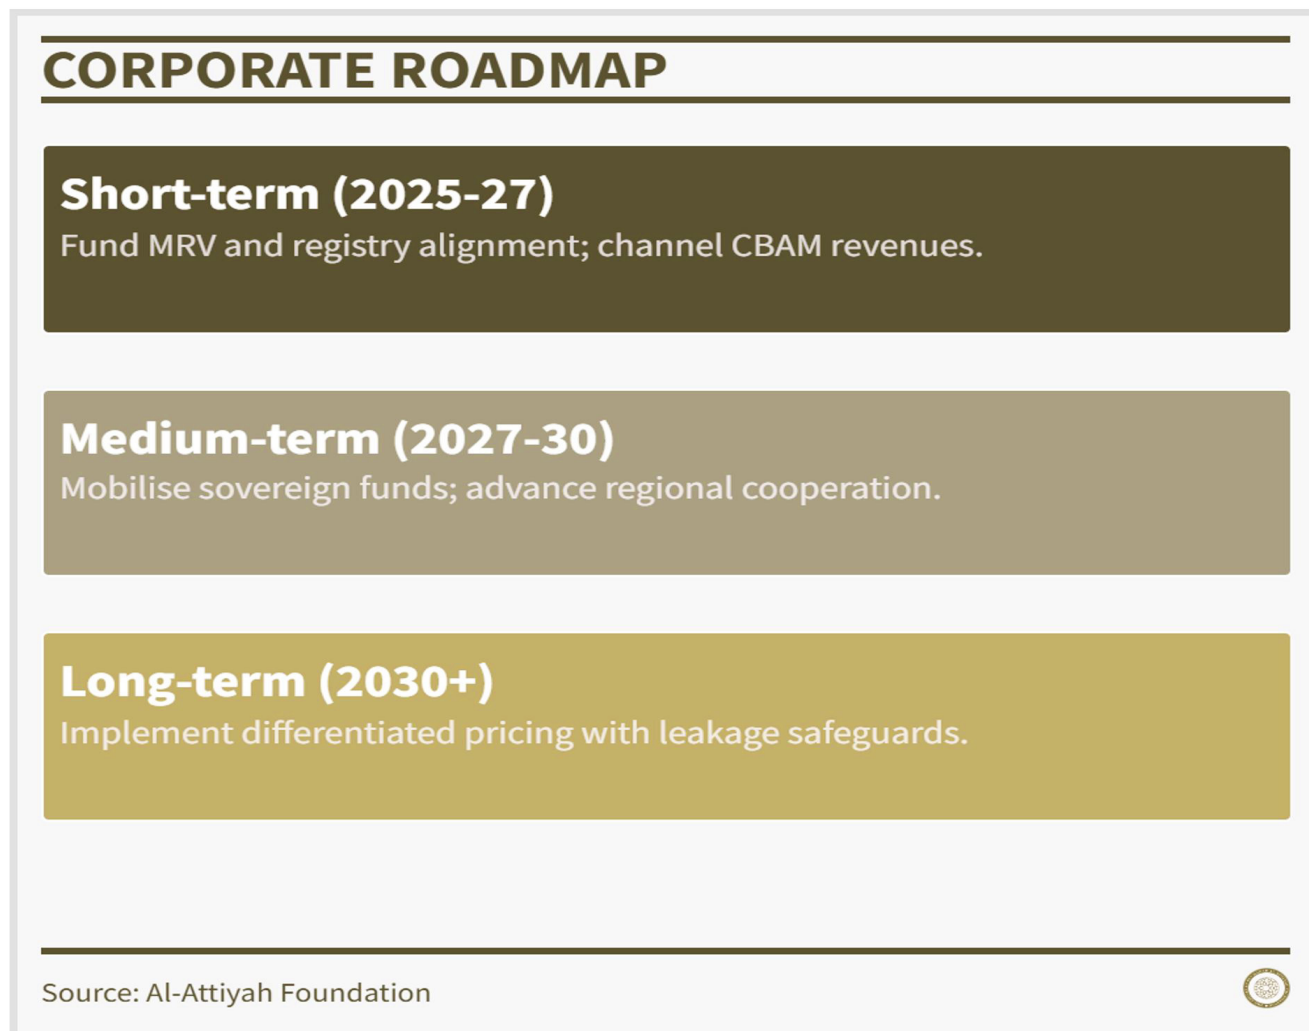 CORPORATE ROADMAP
Short-term (2025-27)
Fund MRV and registry alignment; channel CBAM revenues.
Medium-term (2027-30)
Mobilise sovereign funds; advance regional cooperation.
Long-term (2030+)
Implement differentiated pricing with leakage safeguards.
Source: Al-Attiyah Foundation